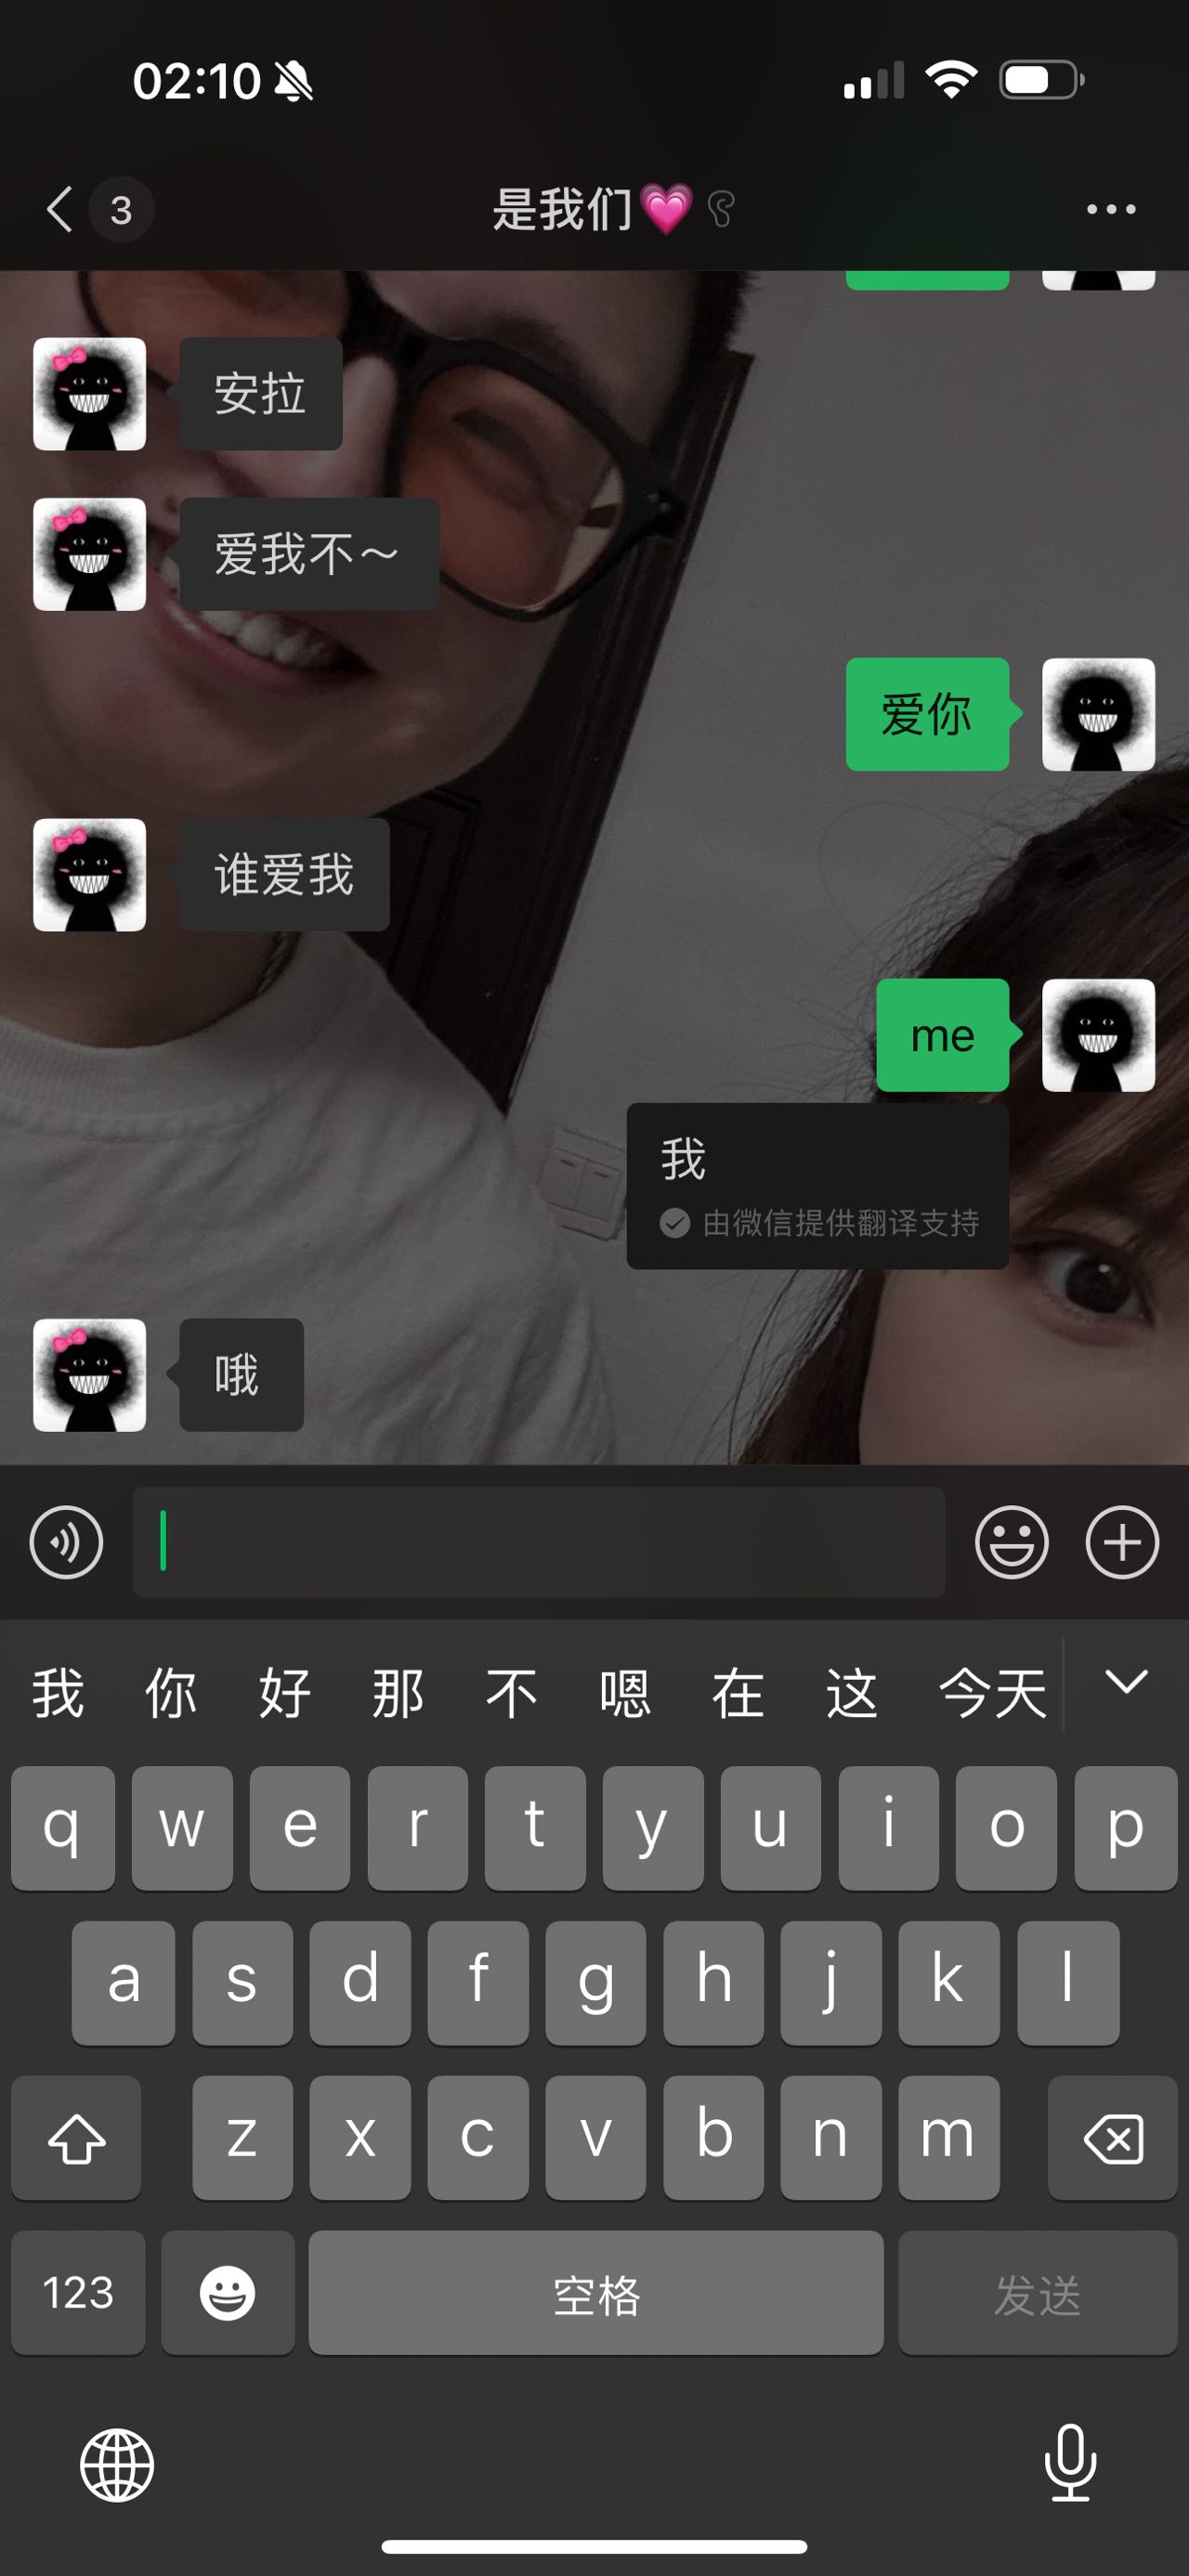 02:10
3
是我们💗
安拉
爱我不～
爱你
谁爱我
me
我
由微信提供翻译支持
哦
我 你 好 那 不 嗯 在 这 今天
q w e r t y u i o p
a s d f g h j k l
z x c v b n m
123 空格 发送